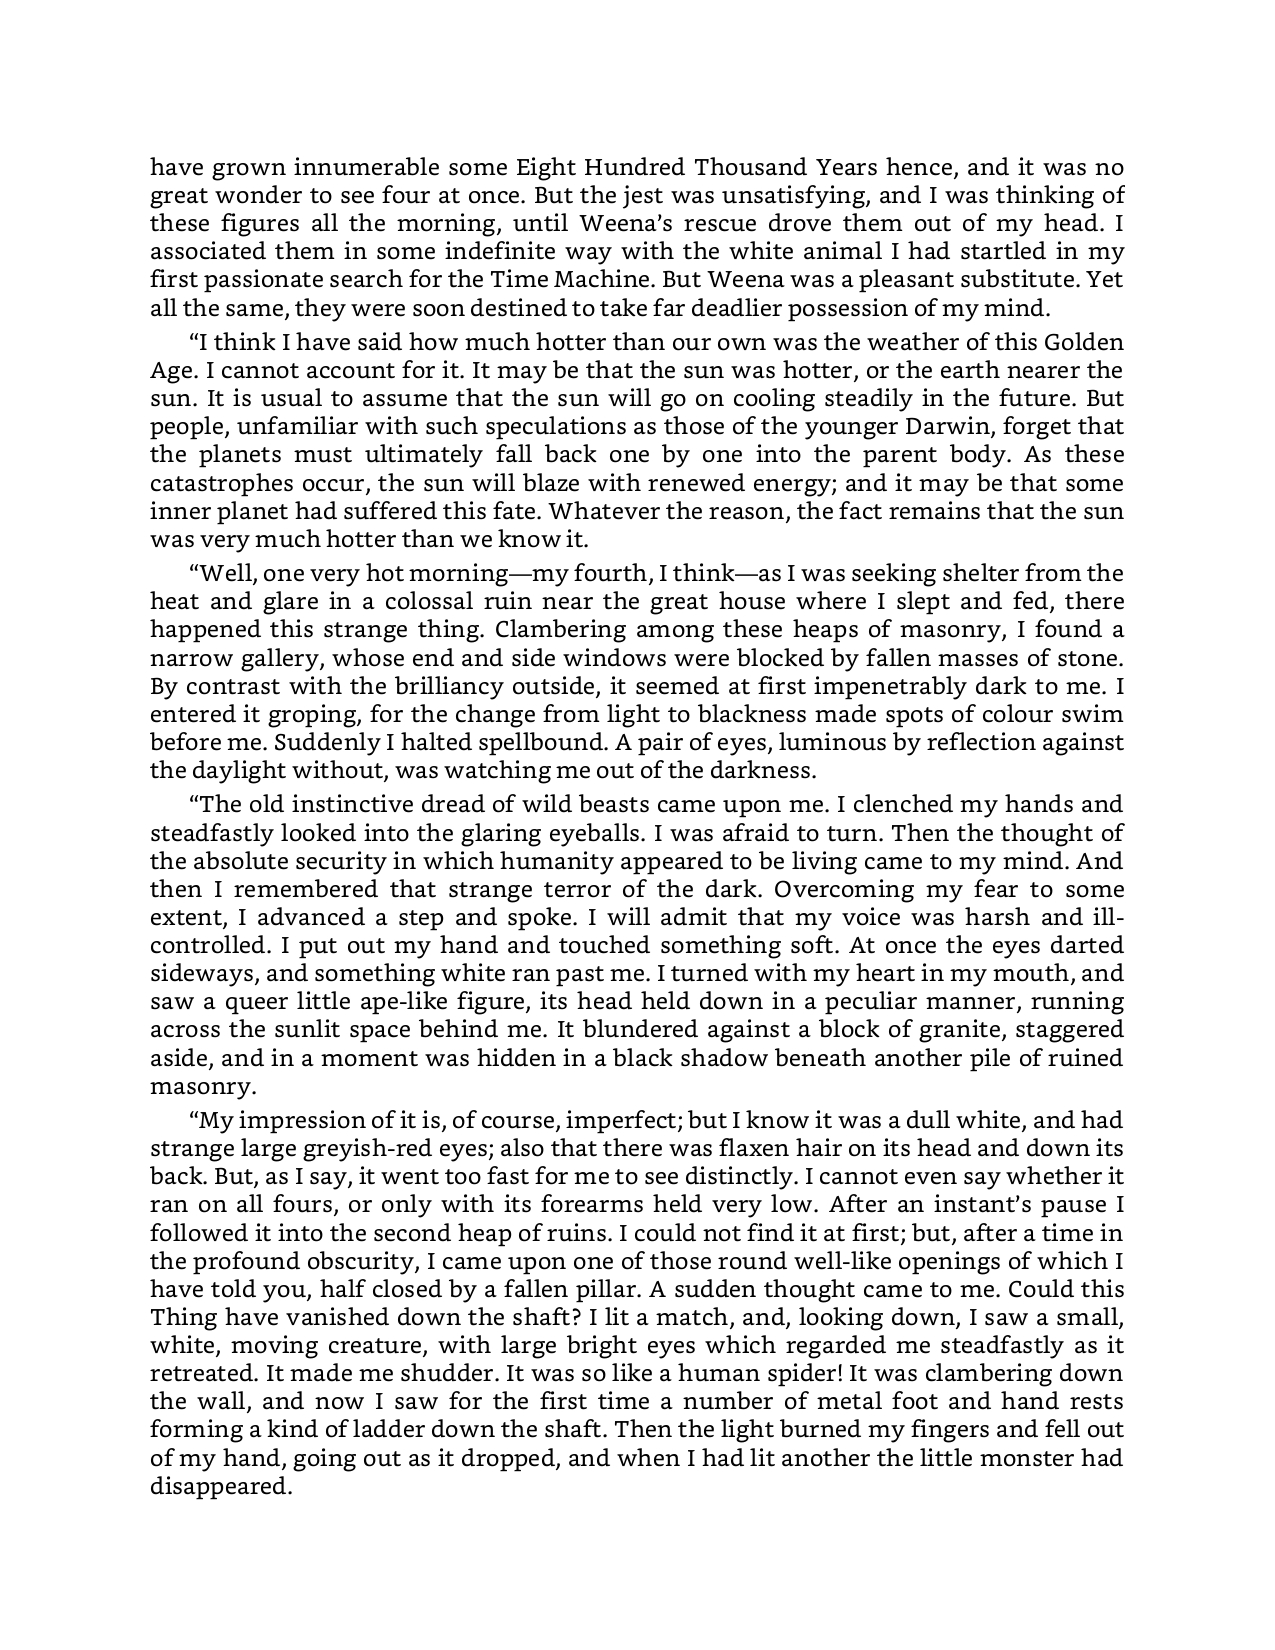 have grown innumerable some Eight Hundred Thousand Years hence, and it was no
great wonder to see four at once. But the jest was unsatisfying, and I was thinking of
these figures all the morning, until Weena’s rescue drove them out of my head. I
associated them in some indefinite way with the white animal I had startled in my
first passionate search for the Time Machine. But Weena was a pleasant substitute. Yet
all the same, they were soon destined to take far deadlier possession of my mind.
“I think I have said how much hotter than our own was the weather of this Golden
Age. I cannot account for it. It may be that the sun was hotter, or the earth nearer the
sun. It is usual to assume that the sun will go on cooling steadily in the future. But
people, unfamiliar with such speculations as those of the younger Darwin, forget that
the planets must ultimately fall back one by one into the parent body. As these
catastrophes occur, the sun will blaze with renewed energy; and it may be that some
inner planet had suffered this fate. Whatever the reason, the fact remains that the sun
was very much hotter than we know it.
“Well, one very hot morning—my fourth, I think—as I was seeking shelter from the
heat and glare in a colossal ruin near the great house where I slept and fed, there
happened this strange thing. Clambering among these heaps of masonry, I found a
narrow gallery, whose end and side windows were blocked by fallen masses of stone.
By contrast with the brilliancy outside, it seemed at first impenetrably dark to me. I
entered it groping, for the change from light to blackness made spots of colour swim
before me. Suddenly I halted spellbound. A pair of eyes, luminous by reflection against
the daylight without, was watching me out of the darkness.
“The old instinctive dread of wild beasts came upon me. I clenched my hands and
steadfastly looked into the glaring eyeballs. I was afraid to turn. Then the thought of
the absolute security in which humanity appeared to be living came to my mind. And
then I remembered that strange terror of the dark. Overcoming my fear to some
extent, I advanced a step and spoke. I will admit that my voice was harsh and ill-
controlled. I put out my hand and touched something soft. At once the eyes darted
sideways, and something white ran past me. I turned with my heart in my mouth, and
saw a queer little ape-like figure, its head held down in a peculiar manner, running
across the sunlit space behind me. It blundered against a block of granite, staggered
aside, and in a moment was hidden in a black shadow beneath another pile of ruined
masonry.
“My impression of it is, of course, imperfect; but I know it was a dull white, and had
strange large greyish-red eyes; also that there was flaxen hair on its head and down its
back. But, as I say, it went too fast for me to see distinctly. I cannot even say whether it
ran on all fours, or only with its forearms held very low. After an instant’s pause I
followed it into the second heap of ruins. I could not find it at first; but, after a time in
the profound obscurity, I came upon one of those round well-like openings of which I
have told you, half closed by a fallen pillar. A sudden thought came to me. Could this
Thing have vanished down the shaft? I lit a match, and, looking down, I saw a small,
white, moving creature, with large bright eyes which regarded me steadfastly as it
retreated. It made me shudder. It was so like a human spider! It was clambering down
the wall, and now I saw for the first time a number of metal foot and hand rests
forming a kind of ladder down the shaft. Then the light burned my fingers and fell out
of my hand, going out as it dropped, and when I had lit another the little monster had
disappeared.